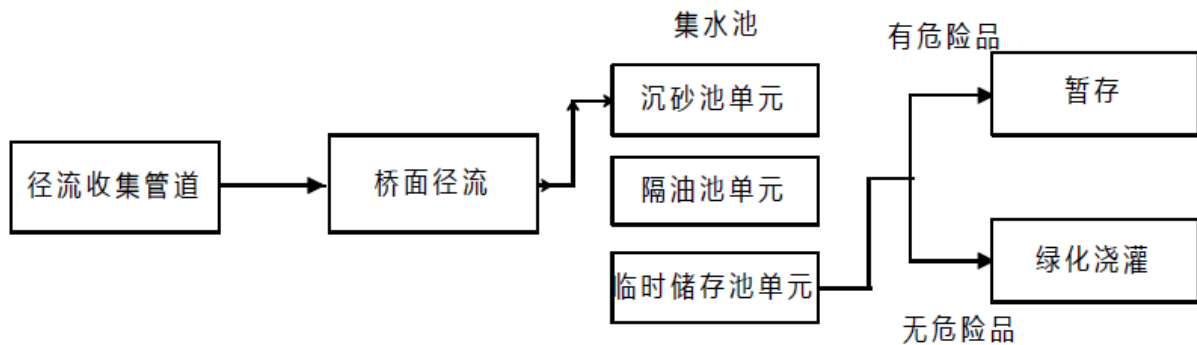 集水池
有危险品
沉砂池单元
暂存
径流收集管道
桥面径流
隔油池单元
临时储存池单元
绿化浇灌
无危险品